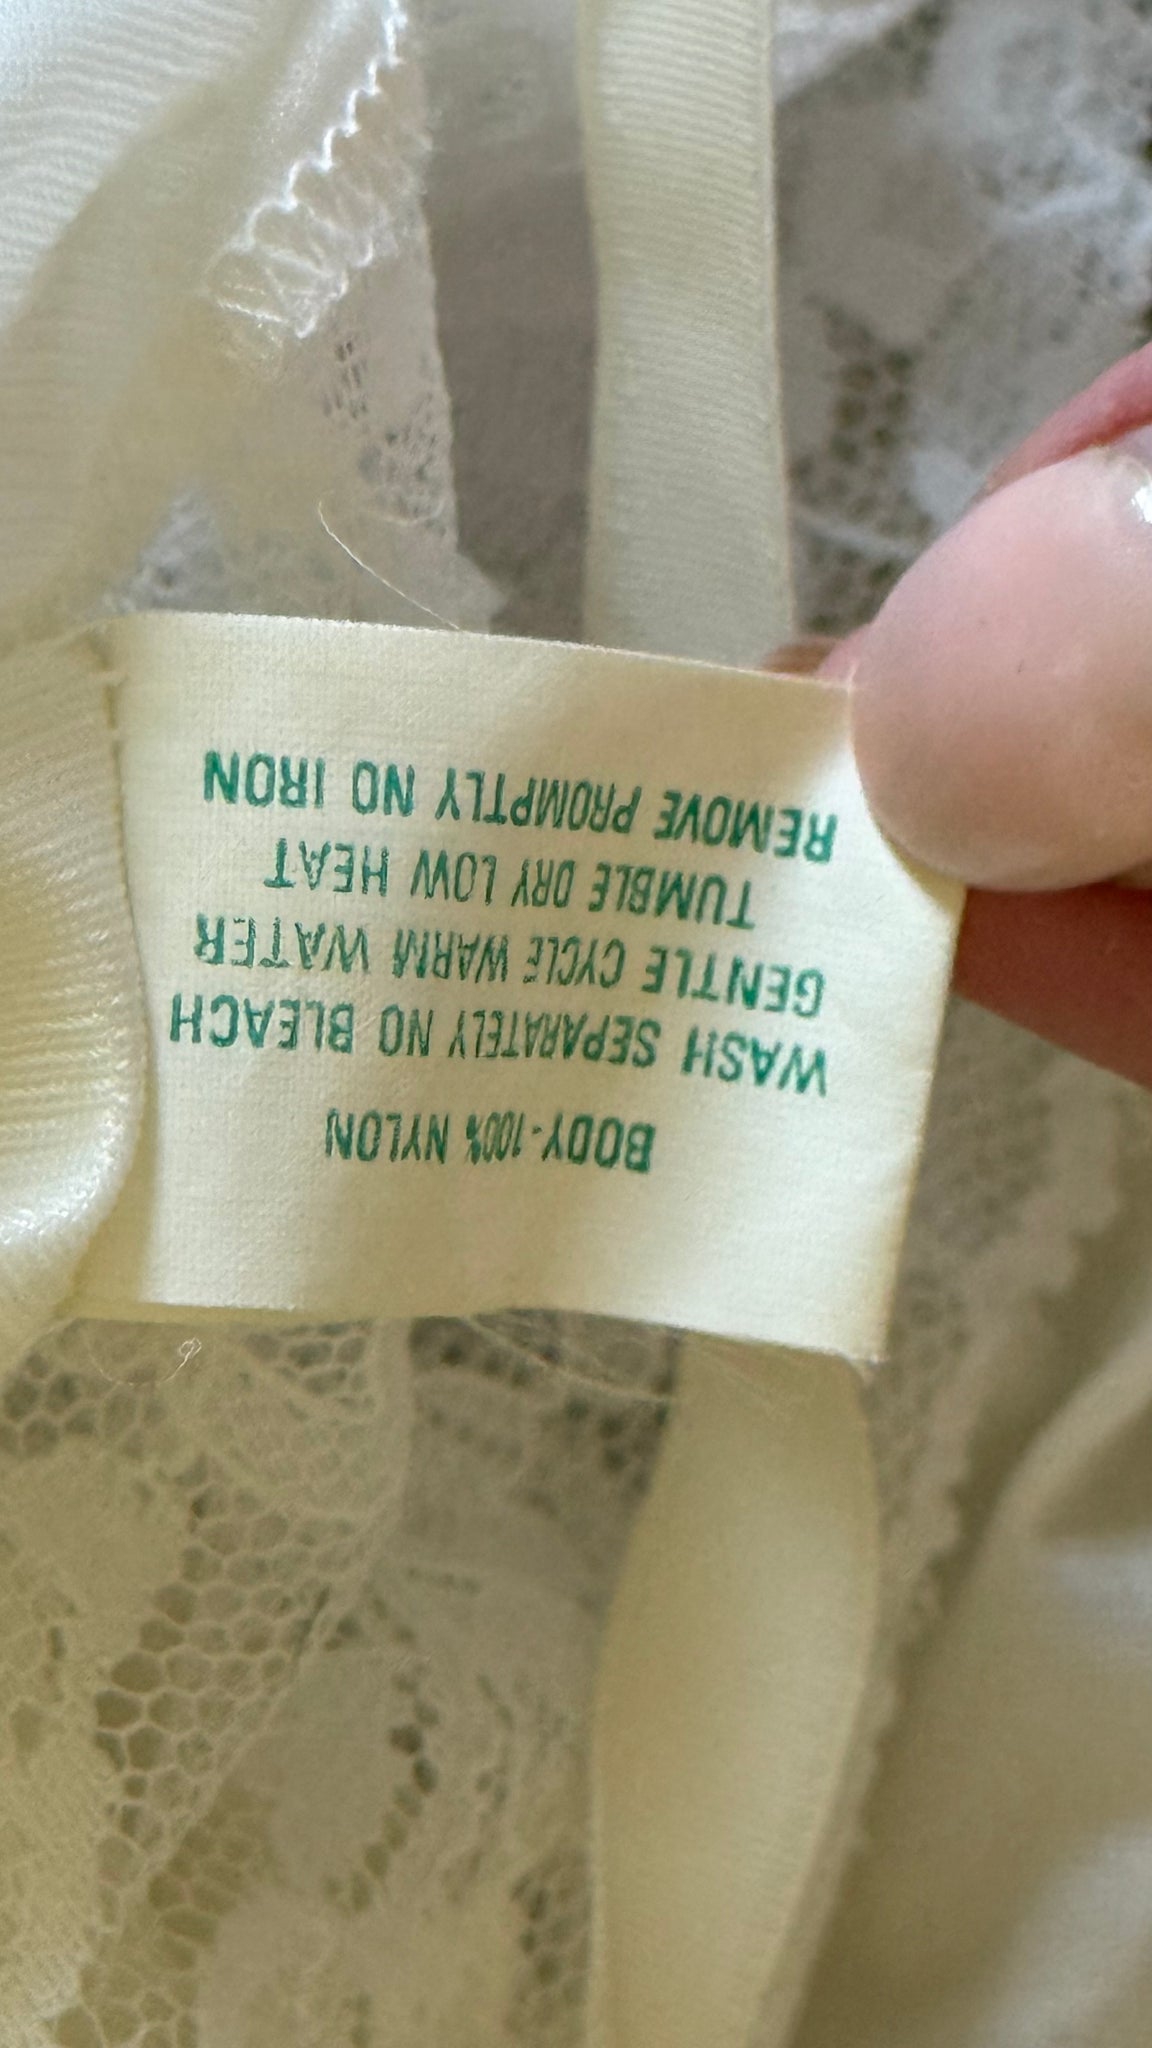 BODY-100% NYLON
WASH SEPARATELY NO BLEACH
GENTLE CYCLE WARM WATER
TUMBLE DRY LOW HEAT
REMOVE PROMPTLY NO IRON